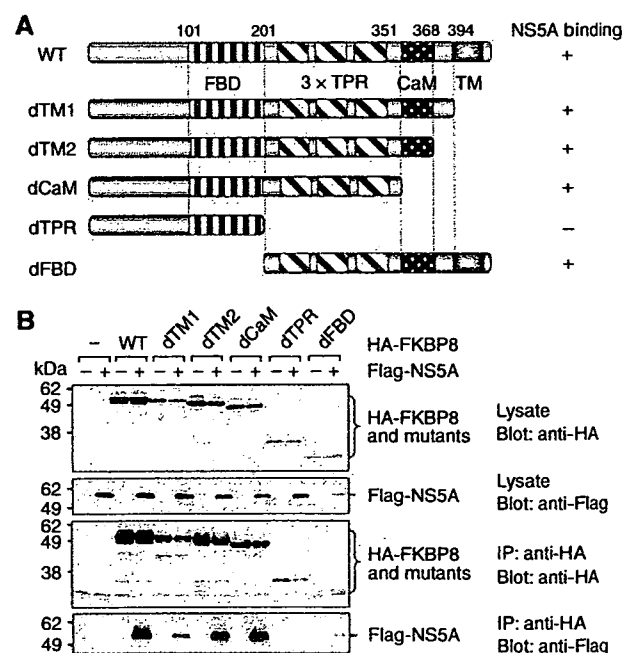 A
101 201 351 368 394 NS5A binding
WT +
FBD 3 × TPR CaM TM
dTM1 +
dTM2 +
dCaM +
dTPR −
dFBD +
B
– WT dTM1 dTM2 dCaM dTPR dFBD HA-FKBP8
kDa − + − + − + − + − + − + − + Flag-NS5A
62
49
38
HA-FKBP8 and mutants
Lysate
Blot: anti-HA
62
49
Flag-NS5A
Lysate
Blot: anti-Flag
62
49
38
HA-FKBP8 and mutants
IP: anti-HA
Blot: anti-HA
62
49
Flag-NS5A
IP: anti-HA
Blot: anti-Flag